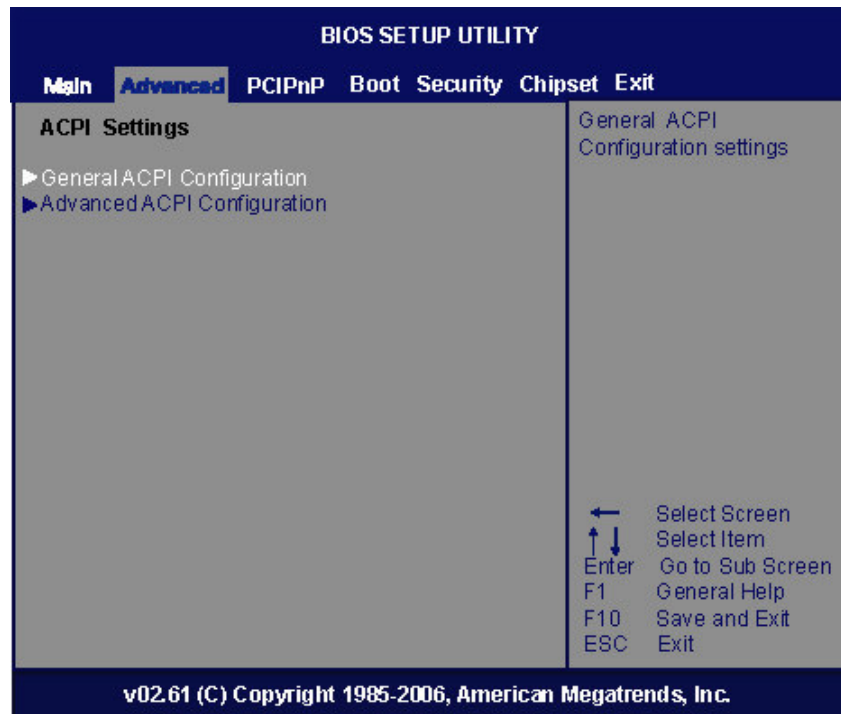 BIOS SETUP UTILITY
Main Advanced PCIPnP Boot Security Chipset Exit
ACPI Settings
General ACPI Configuration
Advanced ACPI Configuration
General ACPI
Configuration settings
Select Screen
Select Item
Enter Go to Sub Screen
F1 General Help
F10 Save and Exit
ESC Exit
v02.61 (C) Copyright 1985-2006, American Megatrends, Inc.